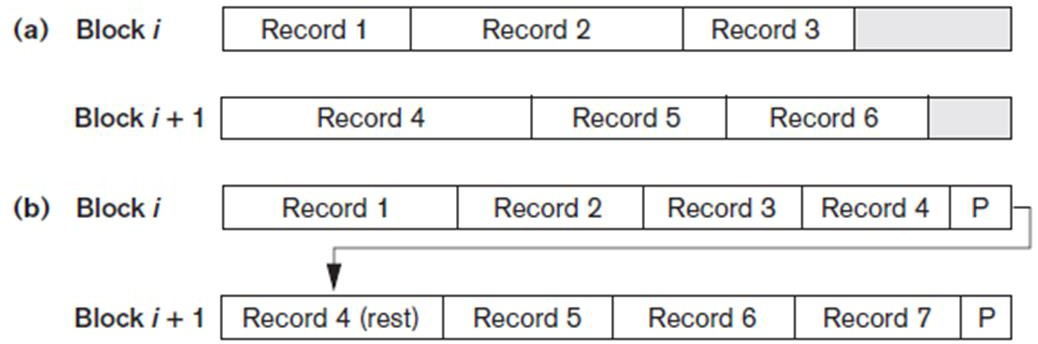 (a) Block i Record 1 Record 2 Record 3
Block i + 1 Record 4 Record 5 Record 6
(b) Block i Record 1 Record 2 Record 3 Record 4 P
Block i + 1 Record 4 (rest) Record 5 Record 6 Record 7 P